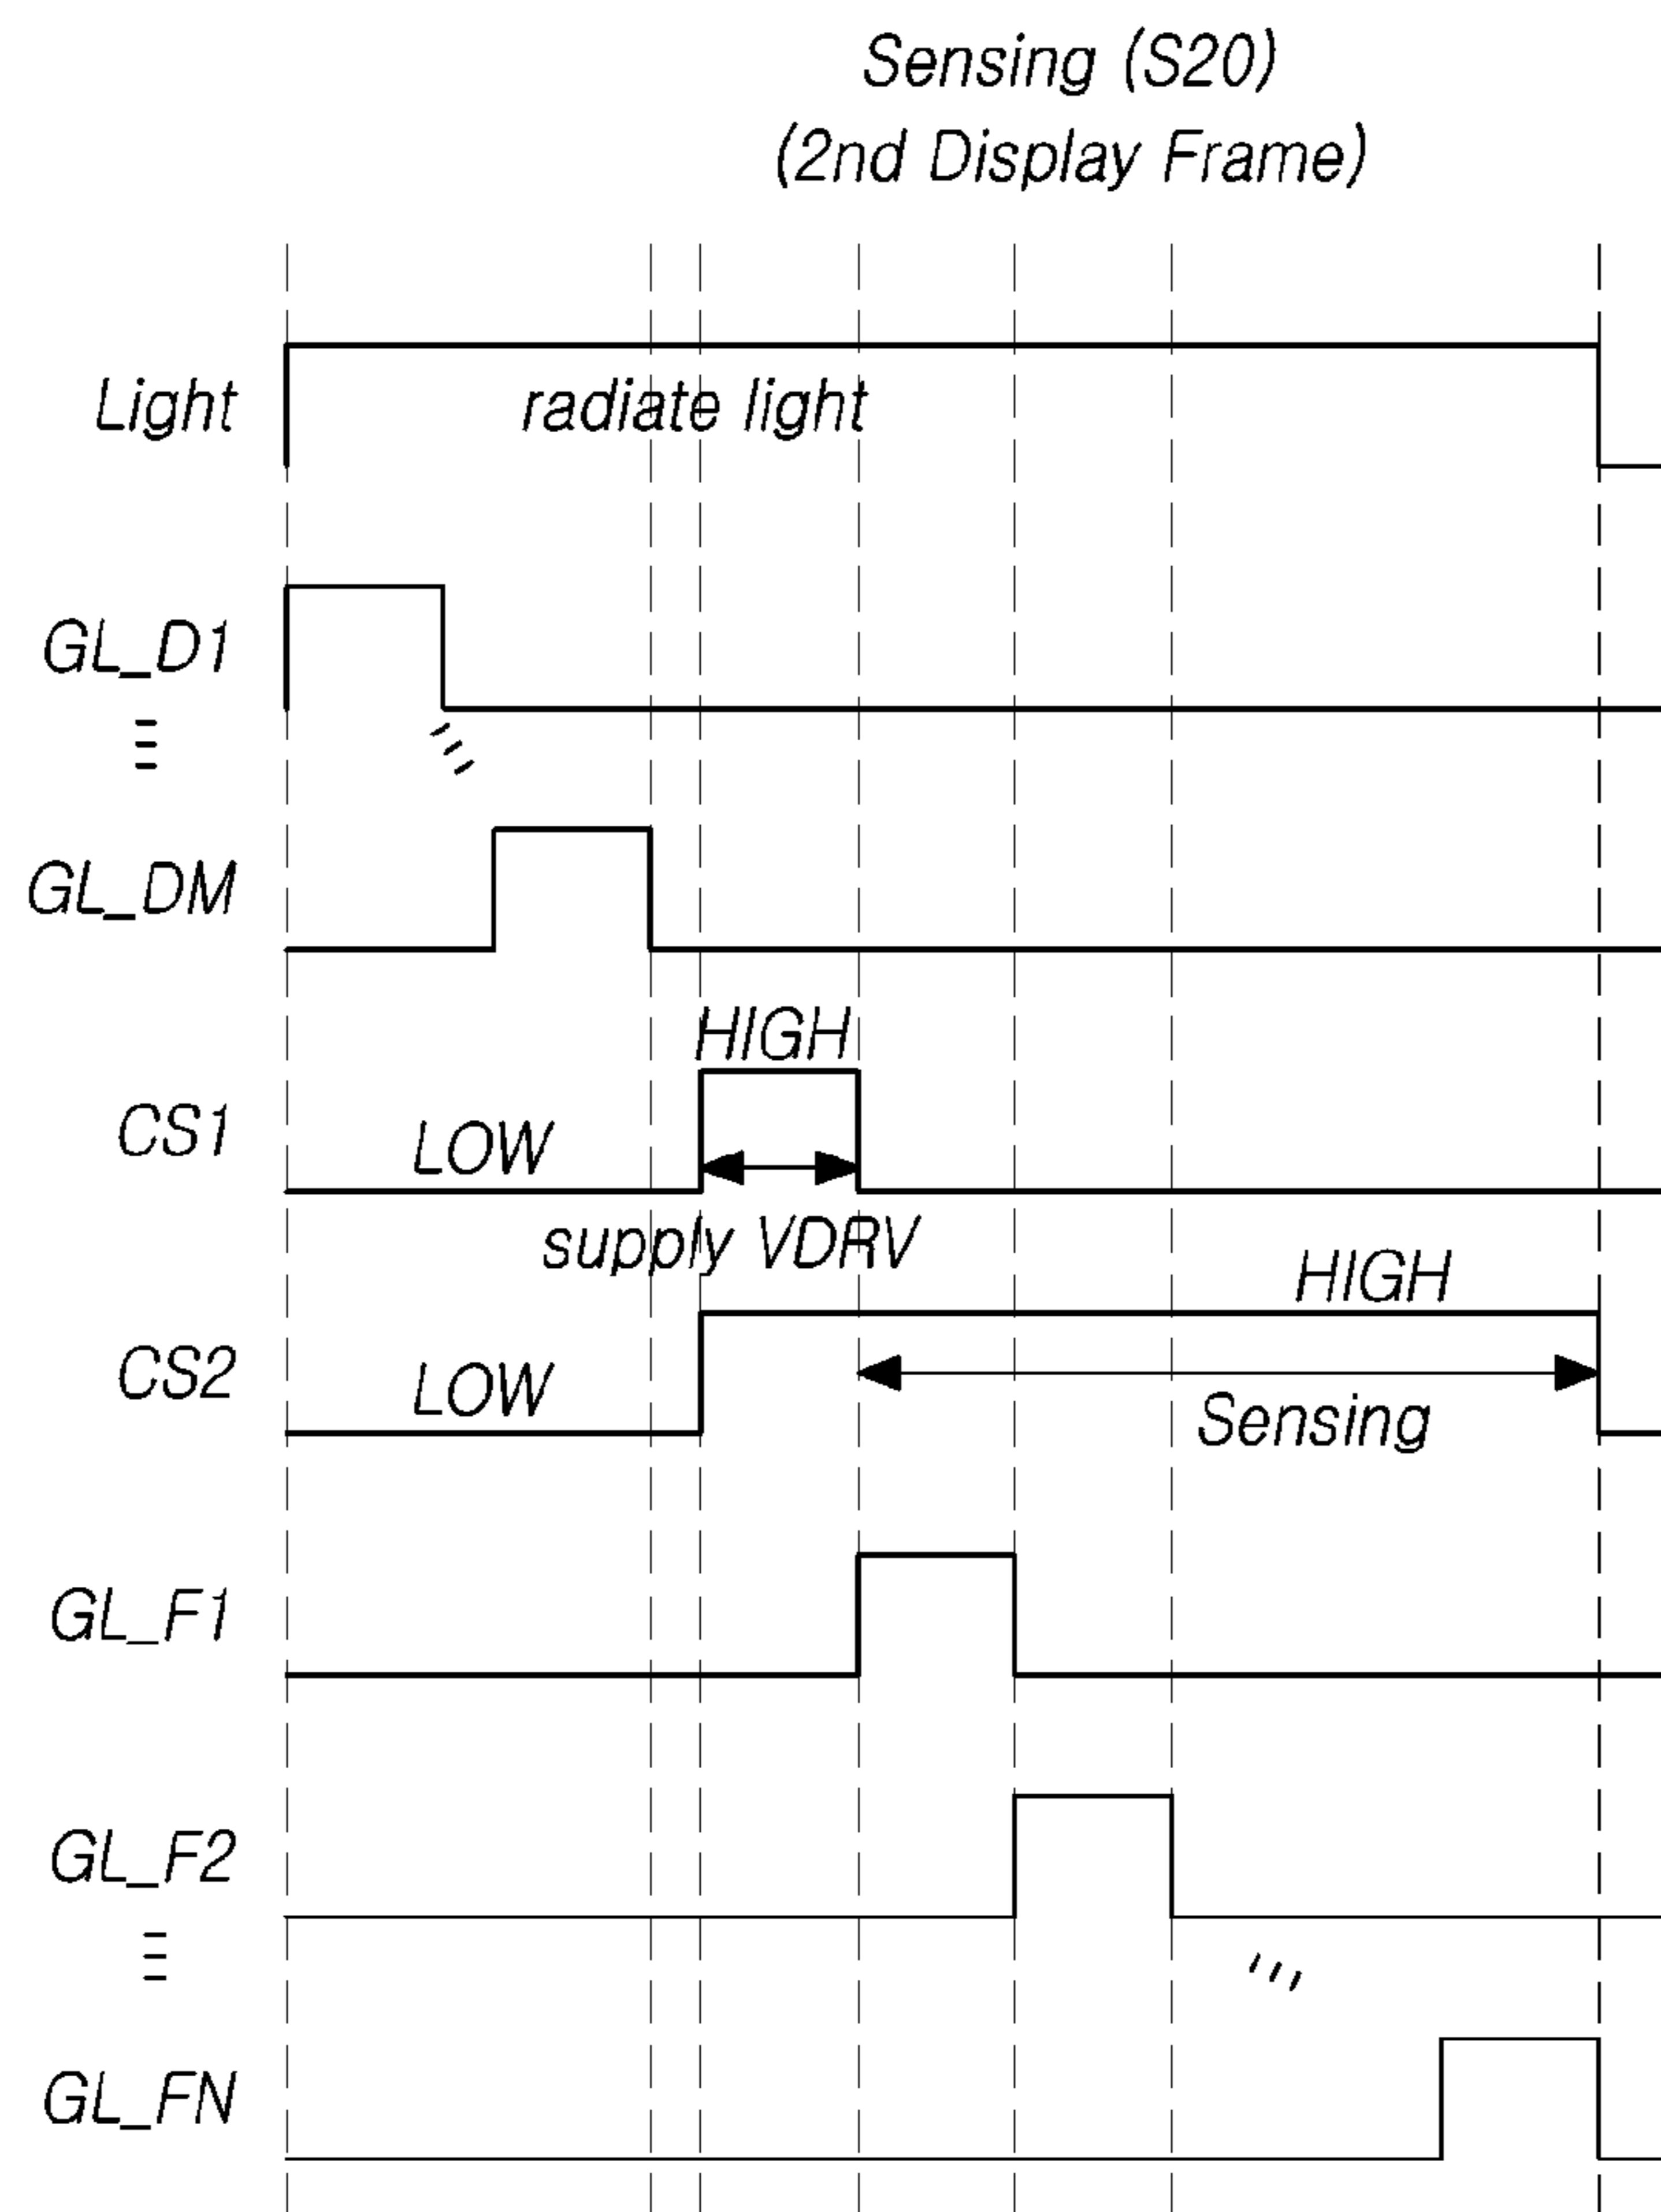 Sensing (S20)
(2nd Display Frame)
Light
radiate light
GL_D1
GL_DM
HIGH
CS1
LOW
supply VDRV
HIGH
CS2
LOW
Sensing
GL_F1
GL_F2
GL_FN